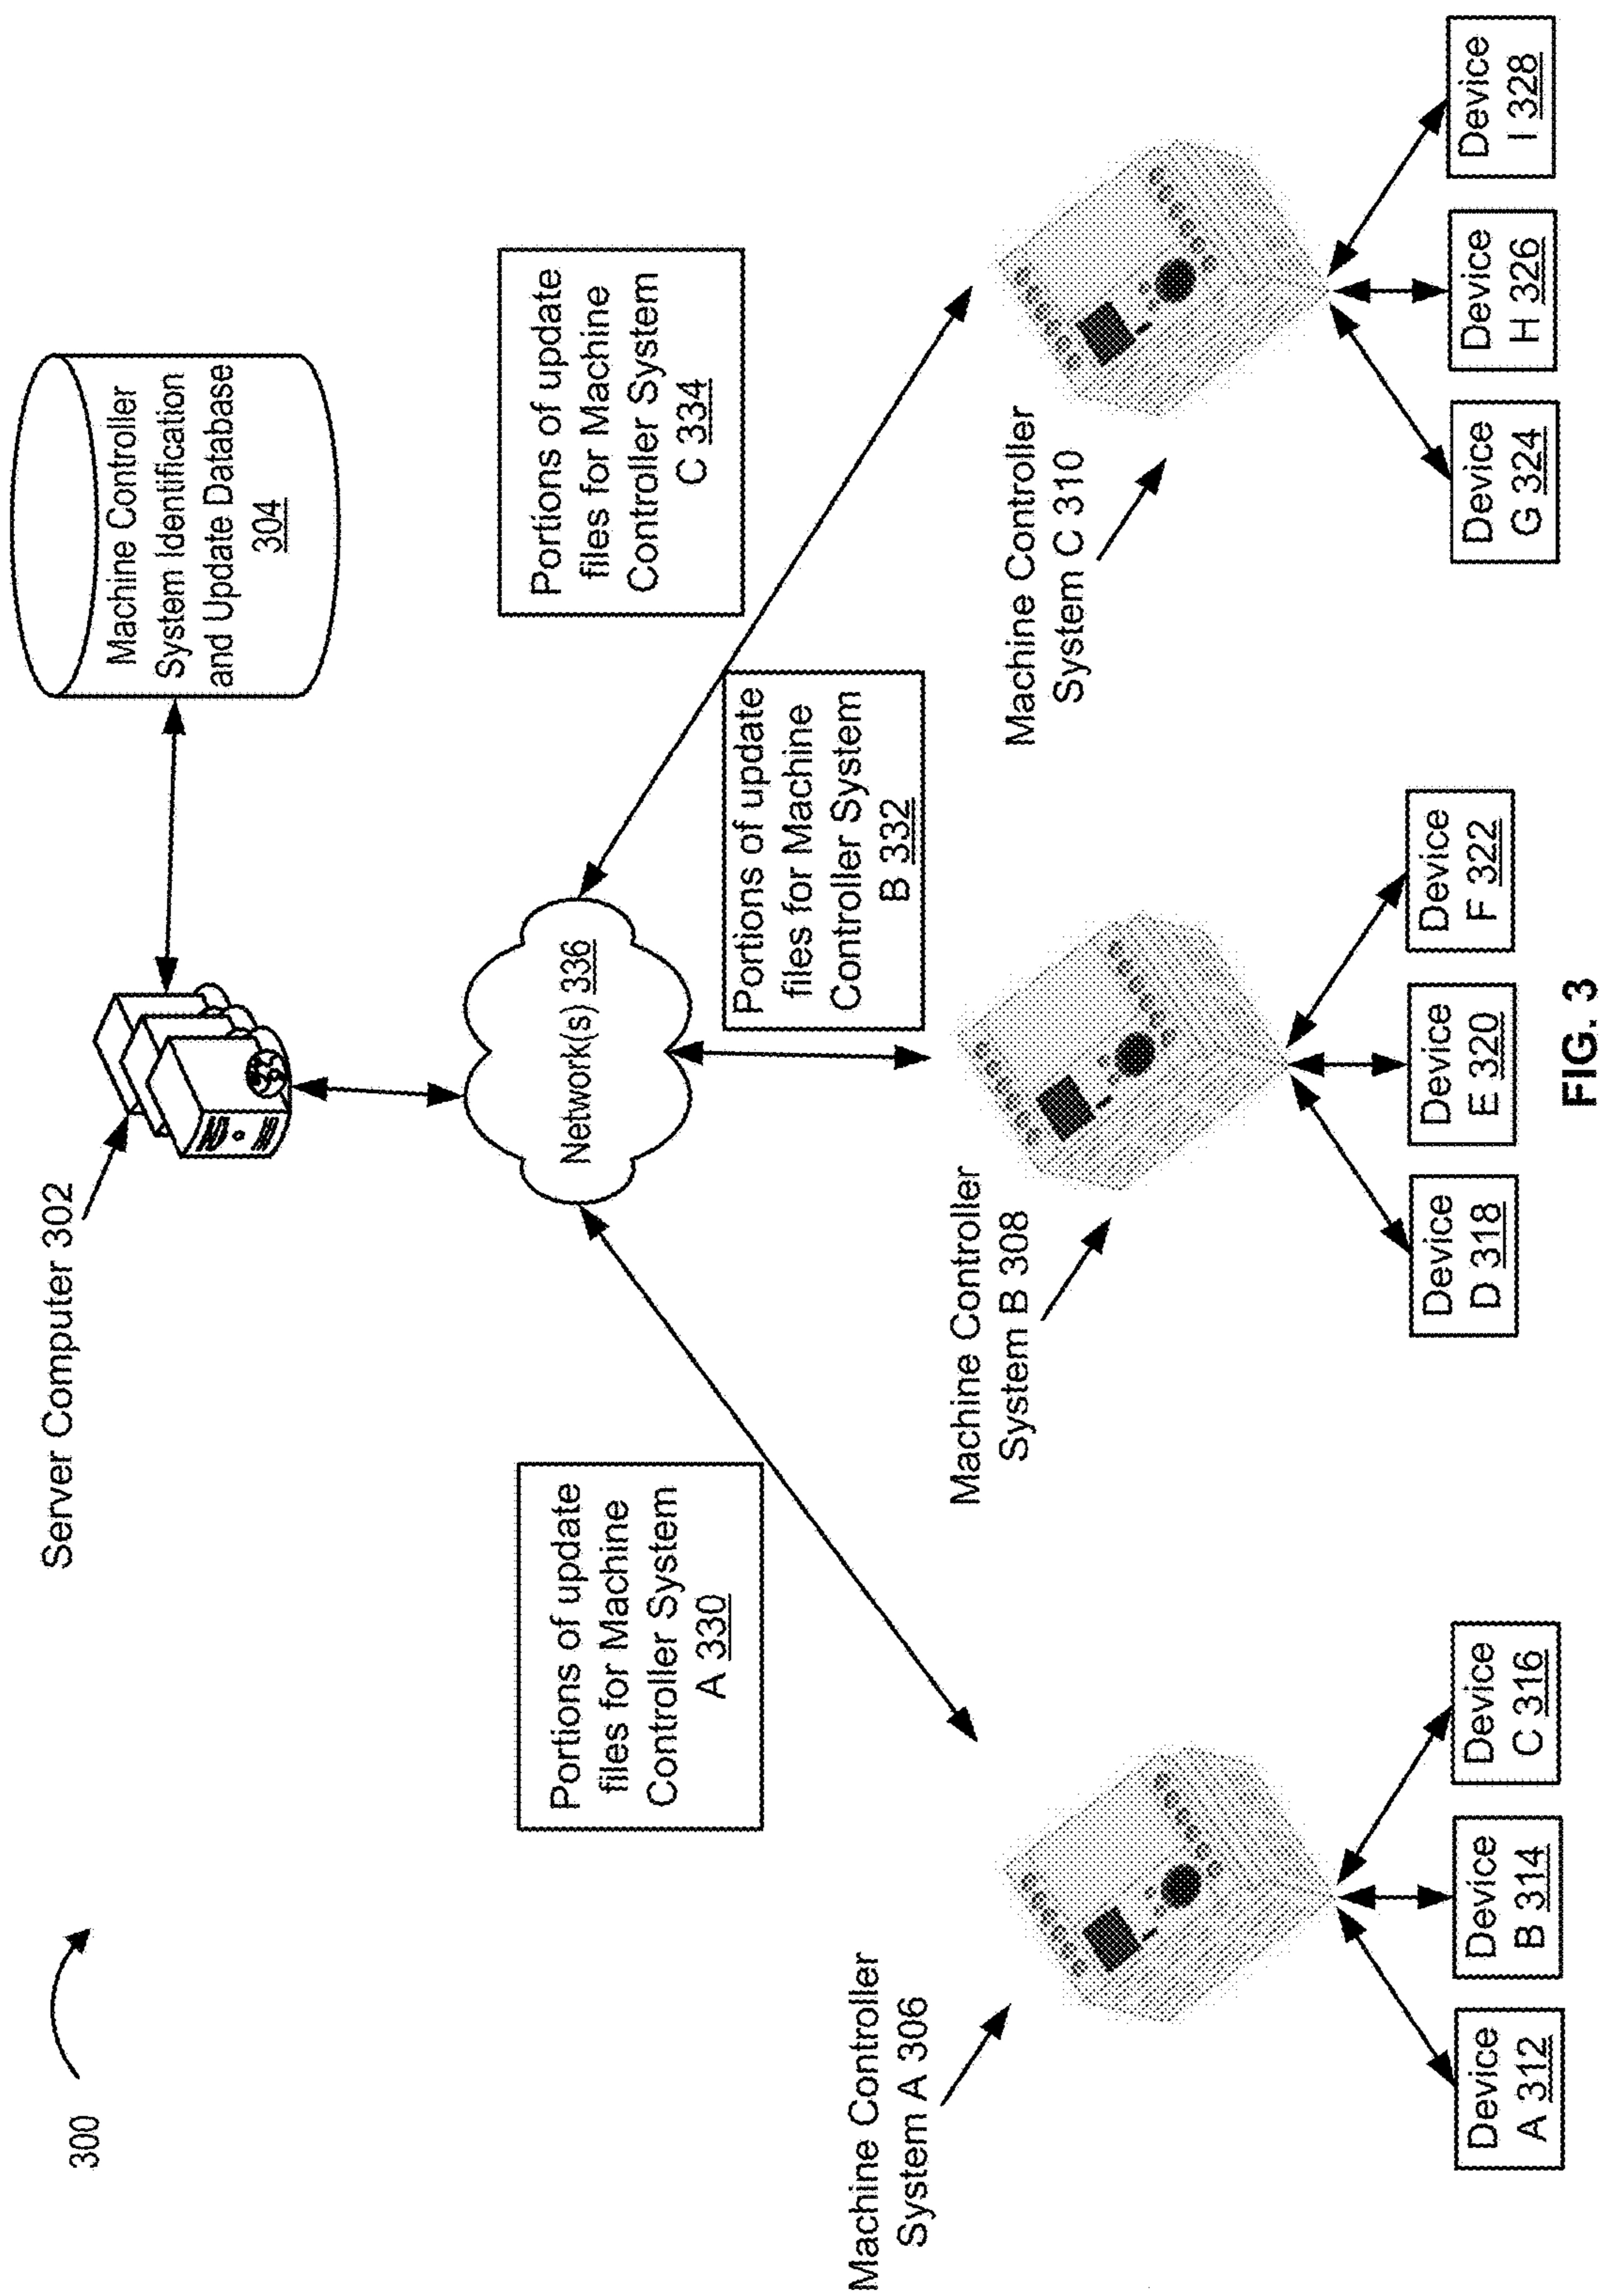 300
Server Computer 302
Machine Controller
System Identification
and Update Database
304
Network(s) 336
Portions of update
files for Machine
Controller System
A 330
Portions of update
files for Machine
Controller System
B 332
Portions of update
files for Machine
Controller System
C 334
Machine Controller
System A 306
Machine Controller
System B 308
Machine Controller
System C 310
Device
A 312
Device
B 314
Device
C 316
Device
D 318
Device
E 320
Device
F 322
Device
G 324
Device
H 326
Device
I 328
FIG. 3